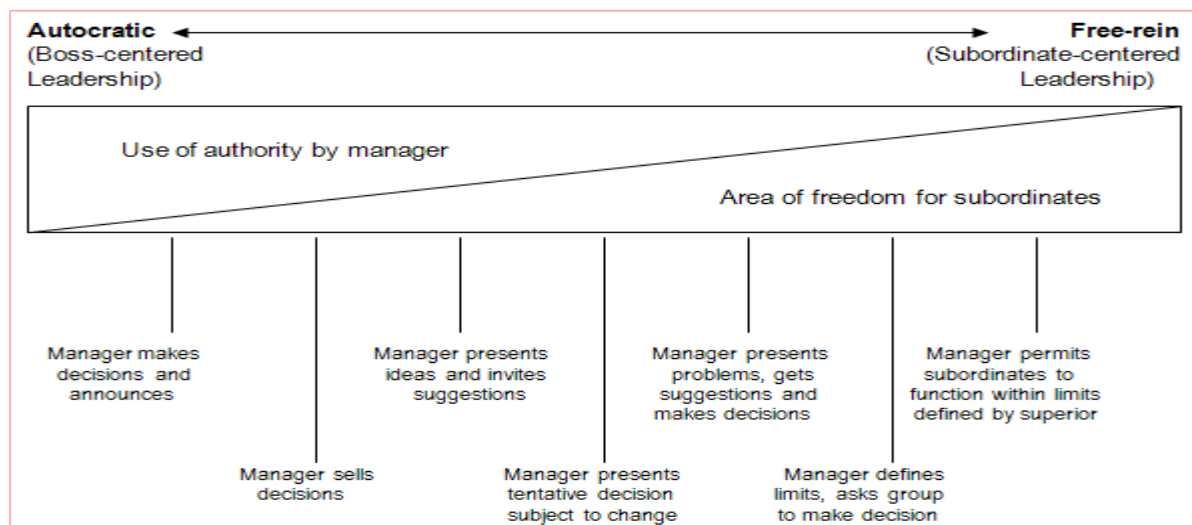 Autocratic
(Boss-centered
Leadership)
Free-rein
(Subordinate-centered
Leadership)
Use of authority by manager
Area of freedom for subordinates
Manager makes
decisions and
announces
Manager presents
ideas and invites
suggestions
Manager presents
problems, gets
suggestions and
makes decisions
Manager permits
subordinates to
function within limits
defined by superior
Manager sells
decisions
Manager presents
tentative decision
subject to change
Manager defines
limits, asks group
to make decision